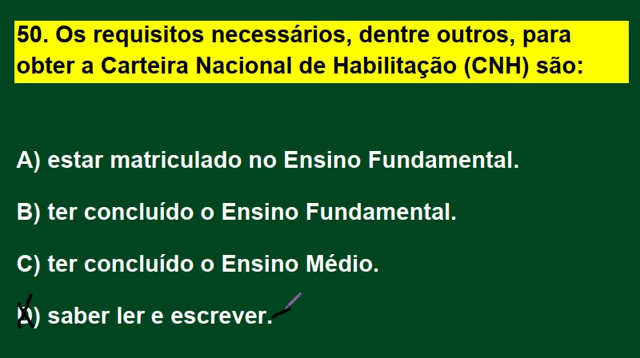 50. Os requisitos necessários, dentre outros, para
obter a Carteira Nacional de Habilitação (CNH) são:
A) estar matriculado no Ensino Fundamental.
B) ter concluído o Ensino Fundamental.
C) ter concluído o Ensino Médio.
D) saber ler e escrever.